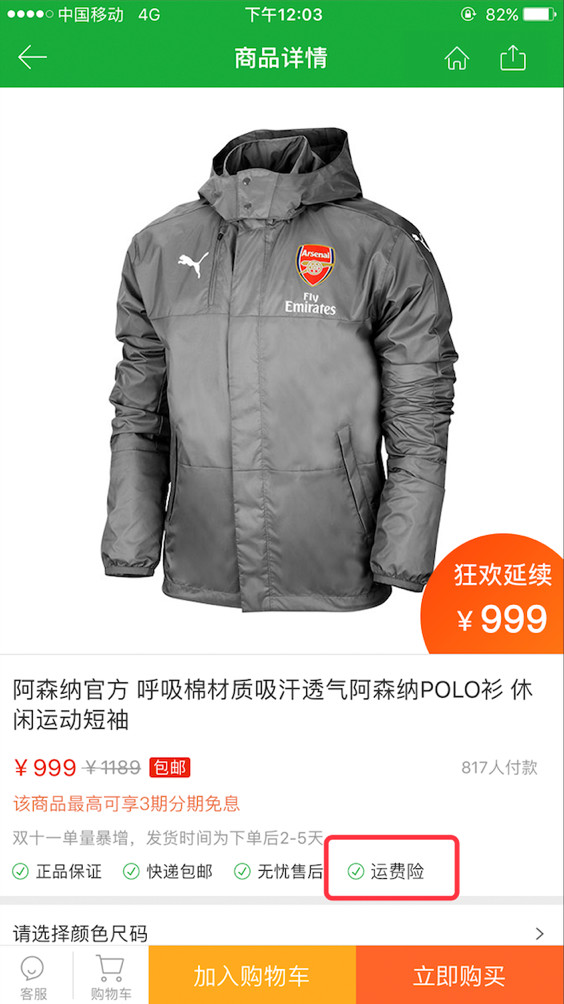 中国移动 4G 下午12:03 82%
商品详情
Arsenal
Fly
Emirates
狂欢延续
￥999
阿森纳官方 呼吸棉材质吸汗透气阿森纳POLO衫 休
闲运动短袖
￥999 ￥1189 包邮 817人付款
该商品最高可享3期分期免息
双十一单量暴增，发货时间为下单后2-5天
正品保证 快递包邮 无忧售后 运费险
请选择颜色尺码
客服 购物车 加入购物车 立即购买